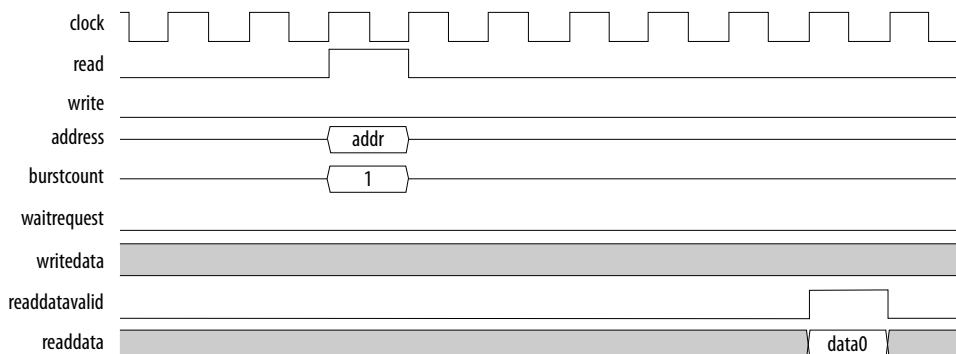 clock
read
write
address addr
burstcount 1
waitrequest
writedata
readdatavalid
readdata data0